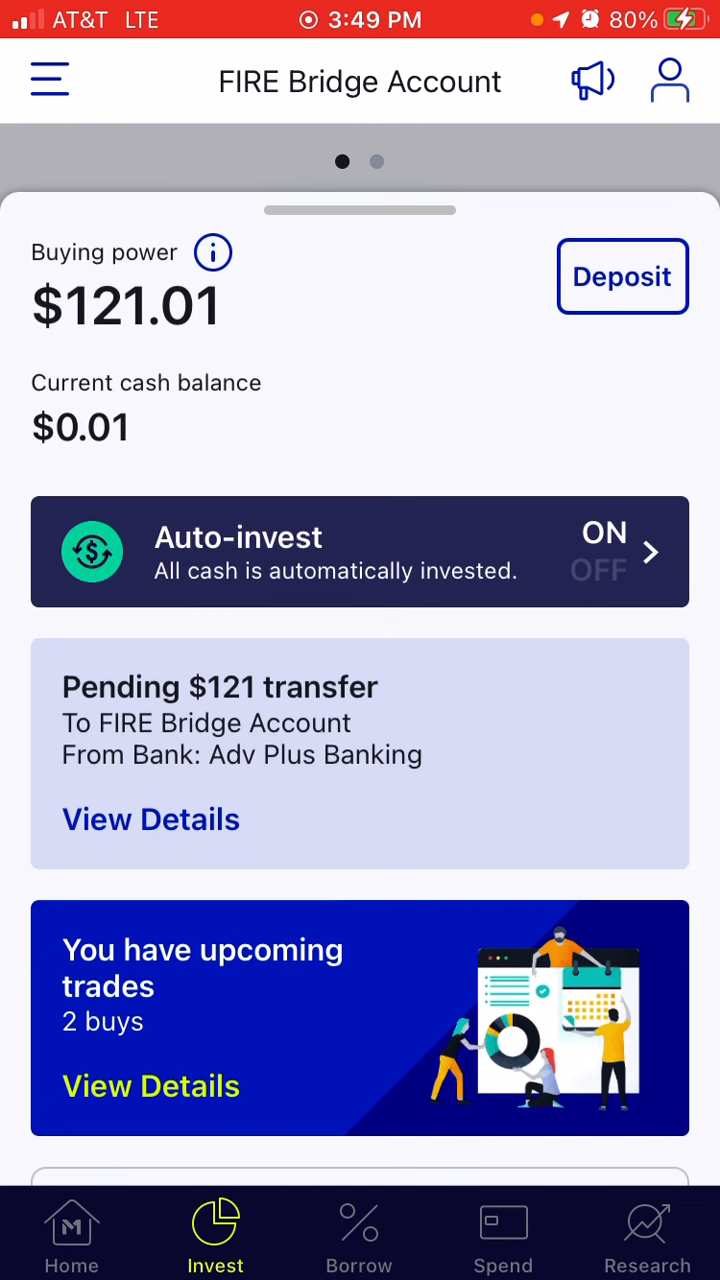 AT&T LTE 3:49 PM 80%
FIRE Bridge Account
Buying power
$121.01
Deposit
Current cash balance
$0.01
Auto-invest
All cash is automatically invested.
ON
OFF
Pending $121 transfer
To FIRE Bridge Account
From Bank: Adv Plus Banking
View Details
You have upcoming
trades
2 buys
View Details
Home Invest Borrow Spend Research